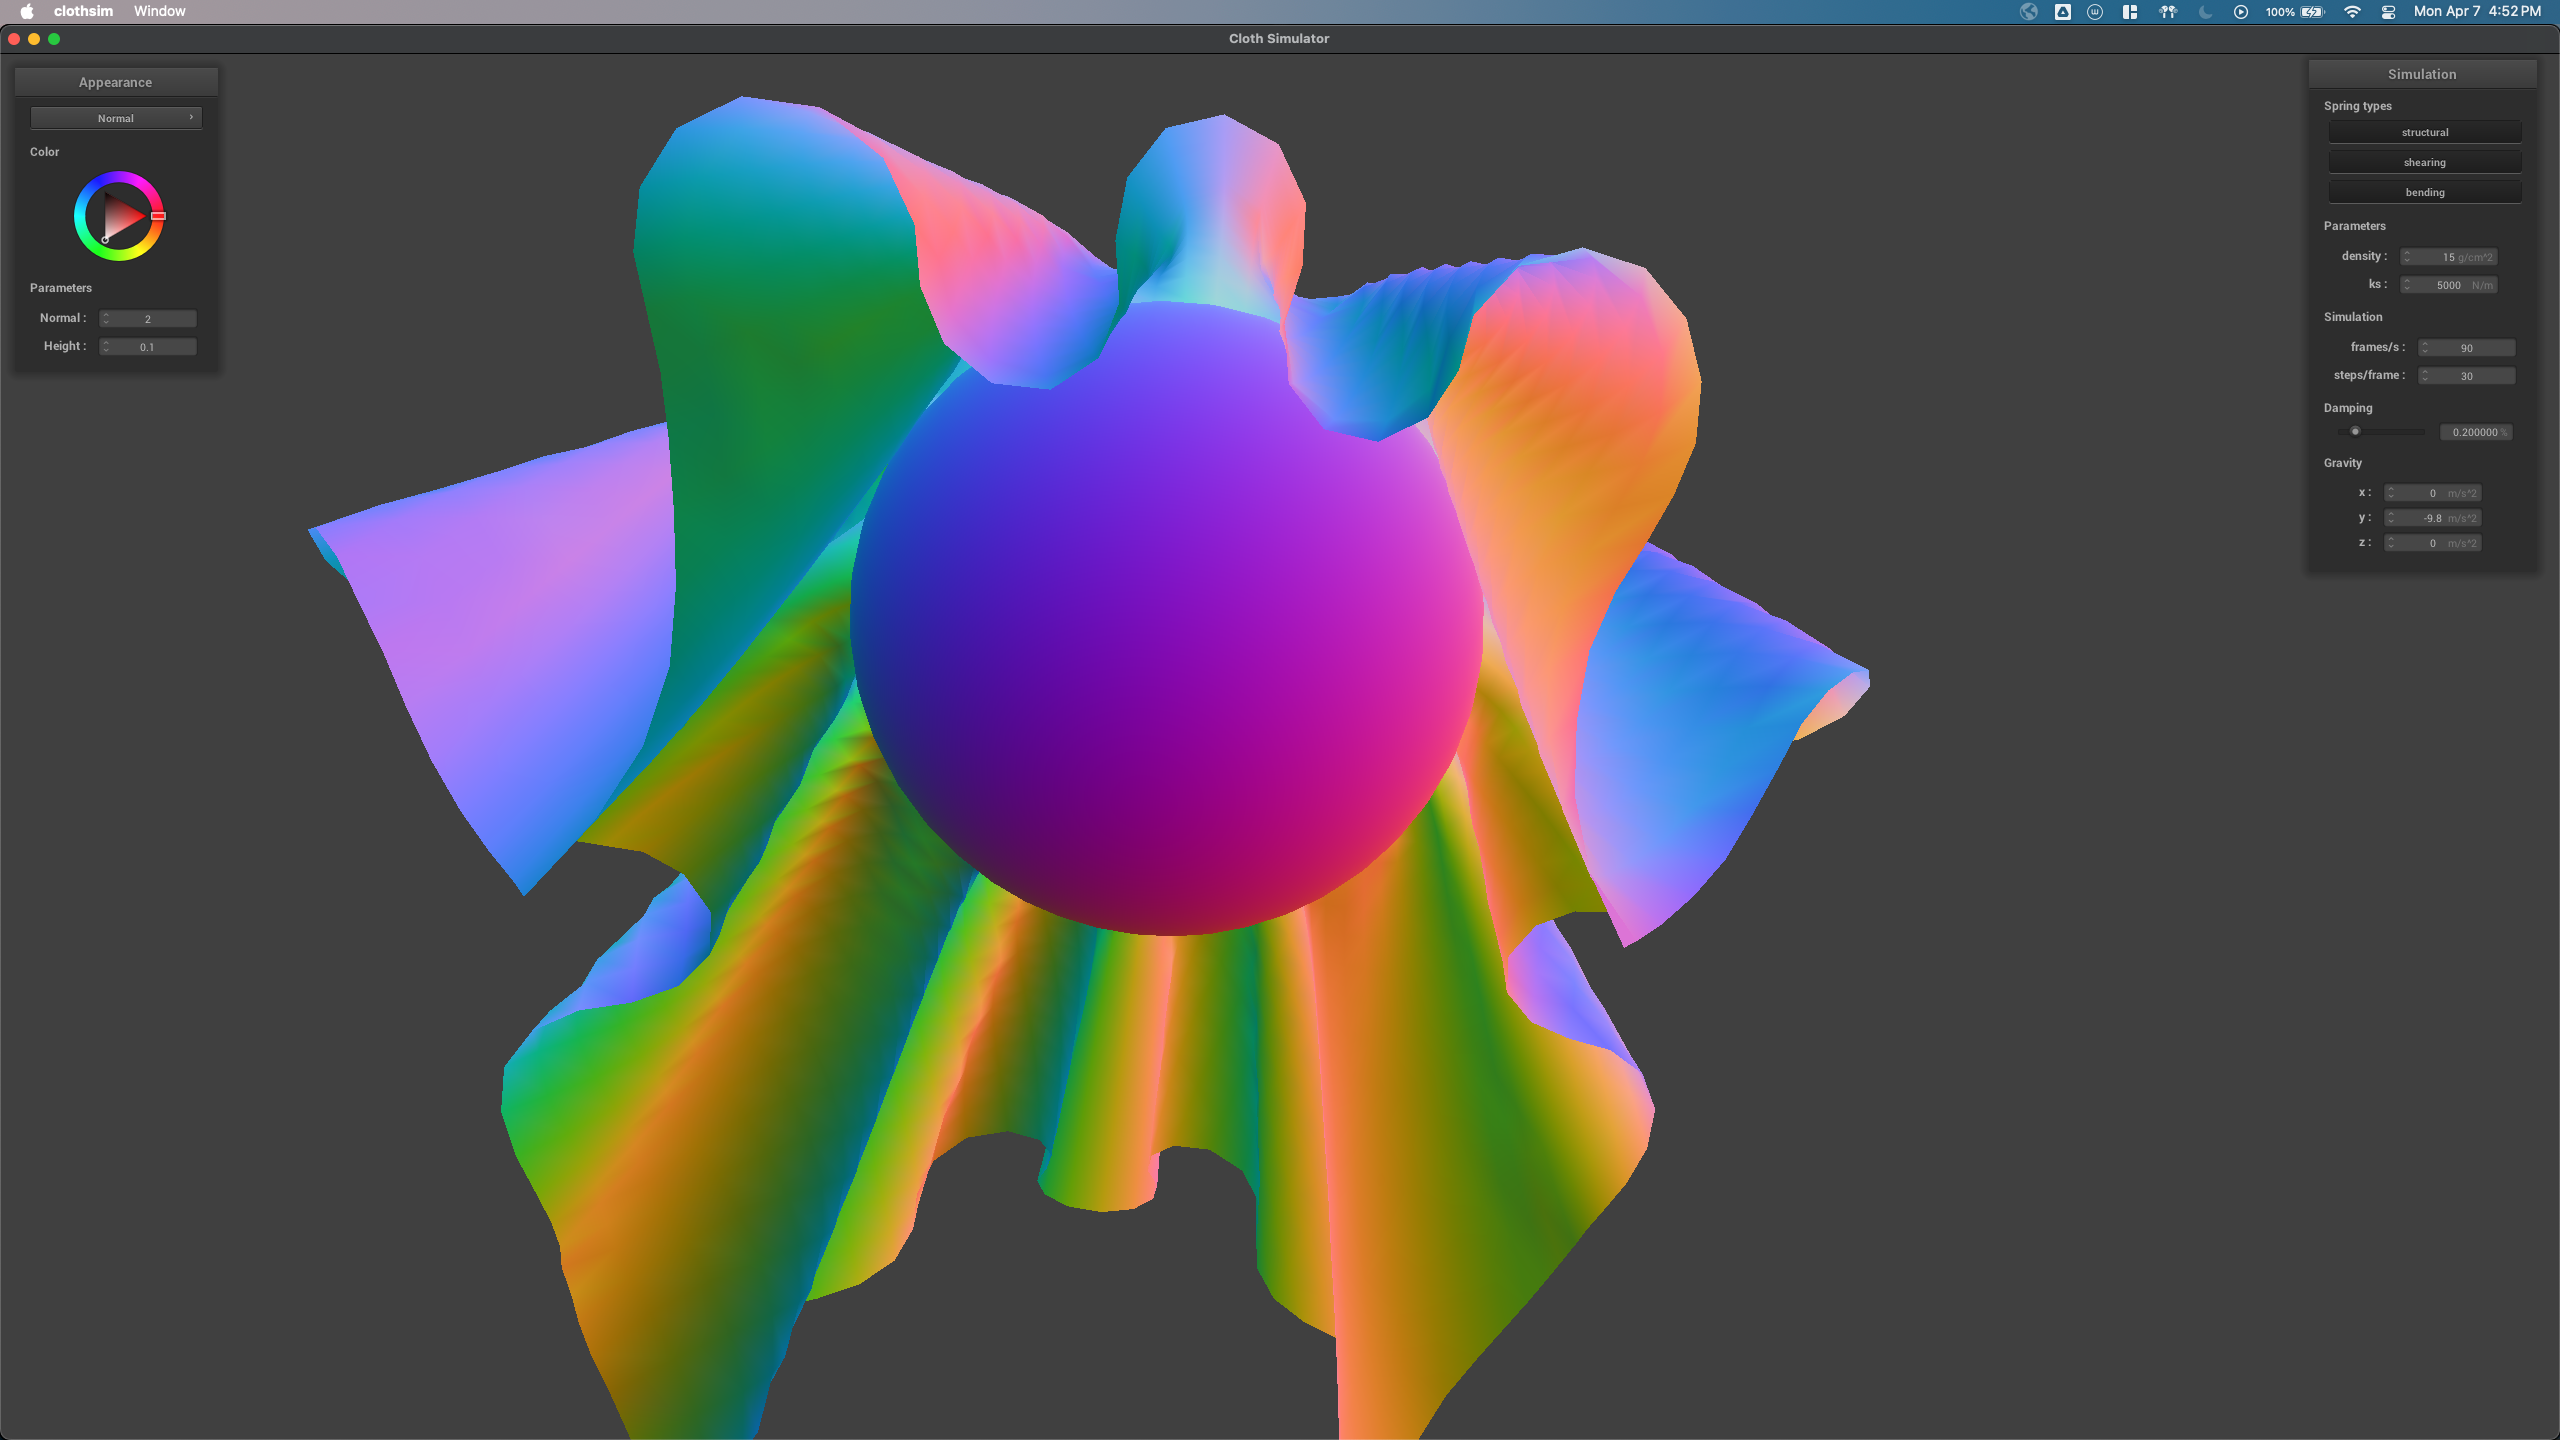 clothsim Window 100% Mon Apr 7 4:52 PM
Cloth Simulator
Appearance
Normal ›
Color
Parameters
Normal : 2
Height : 0.1
Simulation
Spring types
structural
shearing
bending
Parameters
density : 15 g/cm^2
ks : 5000 N/m
Simulation
frames/s : 90
steps/frame : 30
Damping
0.200000 %
Gravity
x : 0 m/s^2
y : -9.8 m/s^2
z : 0 m/s^2